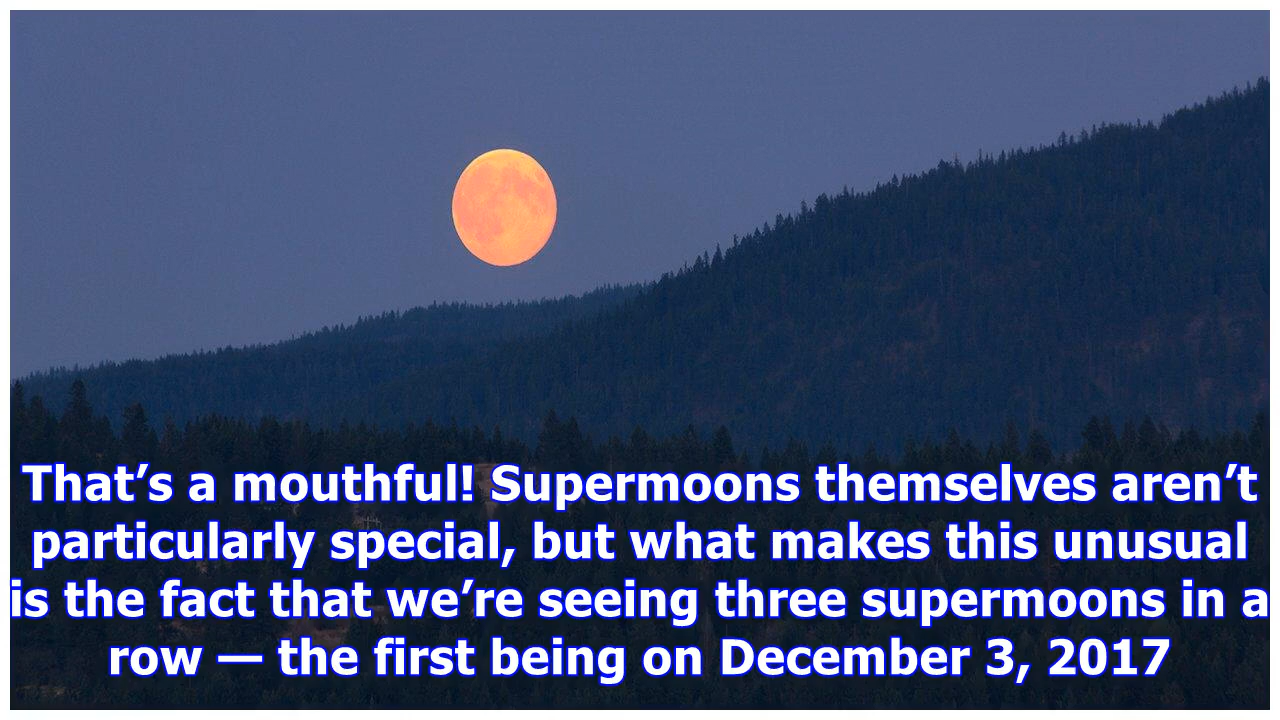 That’s a mouthful! Supermoons themselves aren’t
particularly special, but what makes this unusual
is the fact that we’re seeing three supermoons in a
row — the first being on December 3, 2017